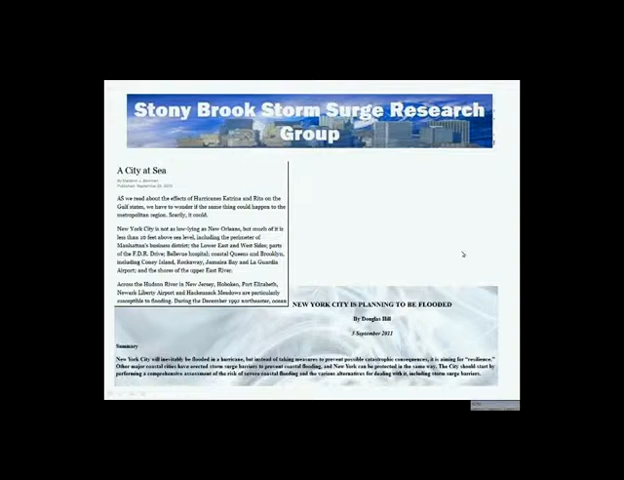 Stony Brook Storm Surge Research
Group
A City at Sea
AS we read about the effects of Hurricanes Katrina and Rita on the
Gulf states, we have to wonder if the same thing could happen to the
metropolitan region. Scarily, it could.
New York City is not as low-lying as New Orleans, but much of it is
less than 10 feet above sea level, including the perimeter of
Manhattan's business district; the Lower East and West Sides; parts
of the F.D.R. Drive; Bellevue hospital; coastal Queens and Brooklyn,
including Coney Island, Rockaway, Jamaica Bay and La Guardia
Airport; and the shores of the upper East River.
Across the Hudson River in New Jersey, Hoboken, Port Elizabeth,
Newark Liberty Airport and Hackensack Meadows are particularly
susceptible to flooding. During the December 1992 northeaster, ocean
NEW YORK CITY IS PLANNING TO BE FLOODED
By Douglas Hill
5 September 2011
Summary
New York City will inevitably be flooded in a hurricane, but instead of taking measures to prevent possible catastrophic consequences, it is aiming for "resilience."
Other major coastal cities have erected storm surge barriers to prevent coastal flooding, and New York can be protected in the same way. The City should start by
performing a comprehensive assessment of the risk of severe coastal flooding and the various alternatives for dealing with it, including storm surge barriers.